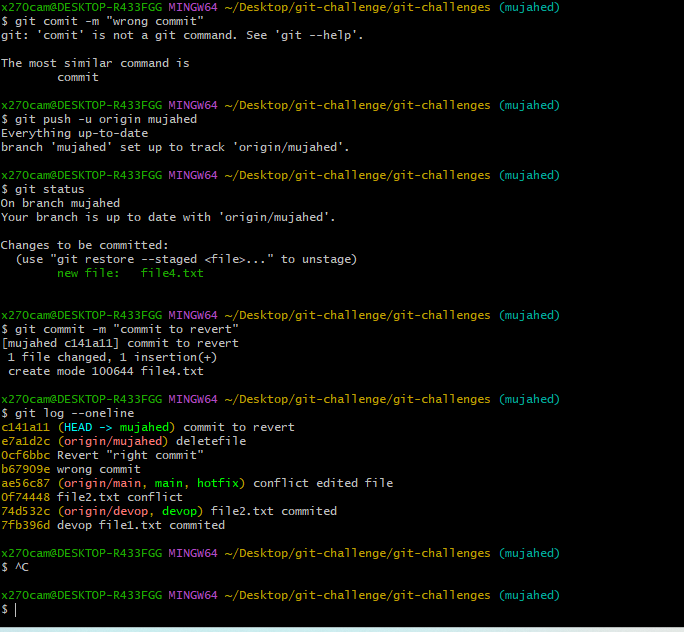 x270cam@DESKTOP-R433FGG MINGW64 ~/Desktop/git-challenge/git-challenges (mujahed)
$ git comit -m "wrong commit"
git: 'comit' is not a git command. See 'git --help'.

The most similar command is
        commit

x270cam@DESKTOP-R433FGG MINGW64 ~/Desktop/git-challenge/git-challenges (mujahed)
$ git push -u origin mujahed
Everything up-to-date
branch 'mujahed' set up to track 'origin/mujahed'.

x270cam@DESKTOP-R433FGG MINGW64 ~/Desktop/git-challenge/git-challenges (mujahed)
$ git status
On branch mujahed
Your branch is up to date with 'origin/mujahed'.

Changes to be committed:
  (use "git restore --staged <file>..." to unstage)
        new file:   file4.txt


x270cam@DESKTOP-R433FGG MINGW64 ~/Desktop/git-challenge/git-challenges (mujahed)
$ git commit -m "commit to revert"
[mujahed c141a11] commit to revert
 1 file changed, 1 insertion(+)
 create mode 100644 file4.txt

x270cam@DESKTOP-R433FGG MINGW64 ~/Desktop/git-challenge/git-challenges (mujahed)
$ git log --oneline
c141a11 (HEAD -> mujahed) commit to revert
e7a1d2c (origin/mujahed) deletefile
0cf6bbc Revert "right commit"
b67909e wrong commit
ae56c87 (origin/main, main, hotfix) conflict edited file
0f74448 file2.txt conflict
74d532c (origin/devop, devop) file2.txt commited
7fb396d devop file1.txt commited

x270cam@DESKTOP-R433FGG MINGW64 ~/Desktop/git-challenge/git-challenges (mujahed)
$ ^C

x270cam@DESKTOP-R433FGG MINGW64 ~/Desktop/git-challenge/git-challenges (mujahed)
$